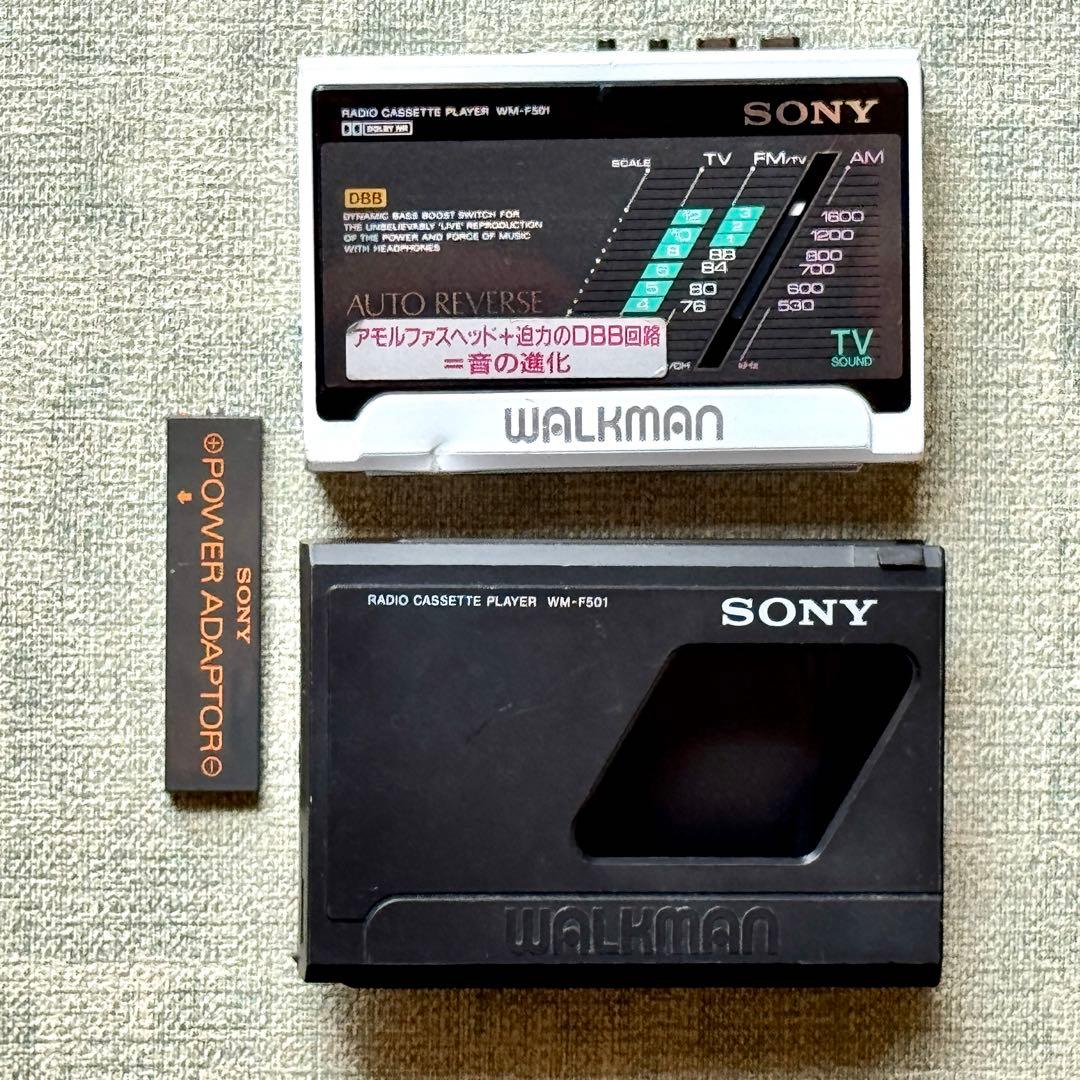 RADIO CASSETTE PLAYER WM-F501
SONY
DOLBY NR
SCALE
TV
FM/TV
AM
DBB
DYNAMIC BASS BOOST SWITCH FOR
THE UNBELIEVABLY 'LIVE' REPRODUCTION
OF THE POWER AND FORCE OF MUSIC
WITH HEADPHONES
12
3
1600
10
2
1200
8
1
88
800
6
84
700
5
80
600
4
76
530
AUTO REVERSE
アモルファスヘッド+迫力のDBB回路
=音の進化
TV
SOUND
WALKMAN
⊕POWER ADAPTOR⊖
SONY
RADIO CASSETTE PLAYER WM-F501
SONY
WALKMAN